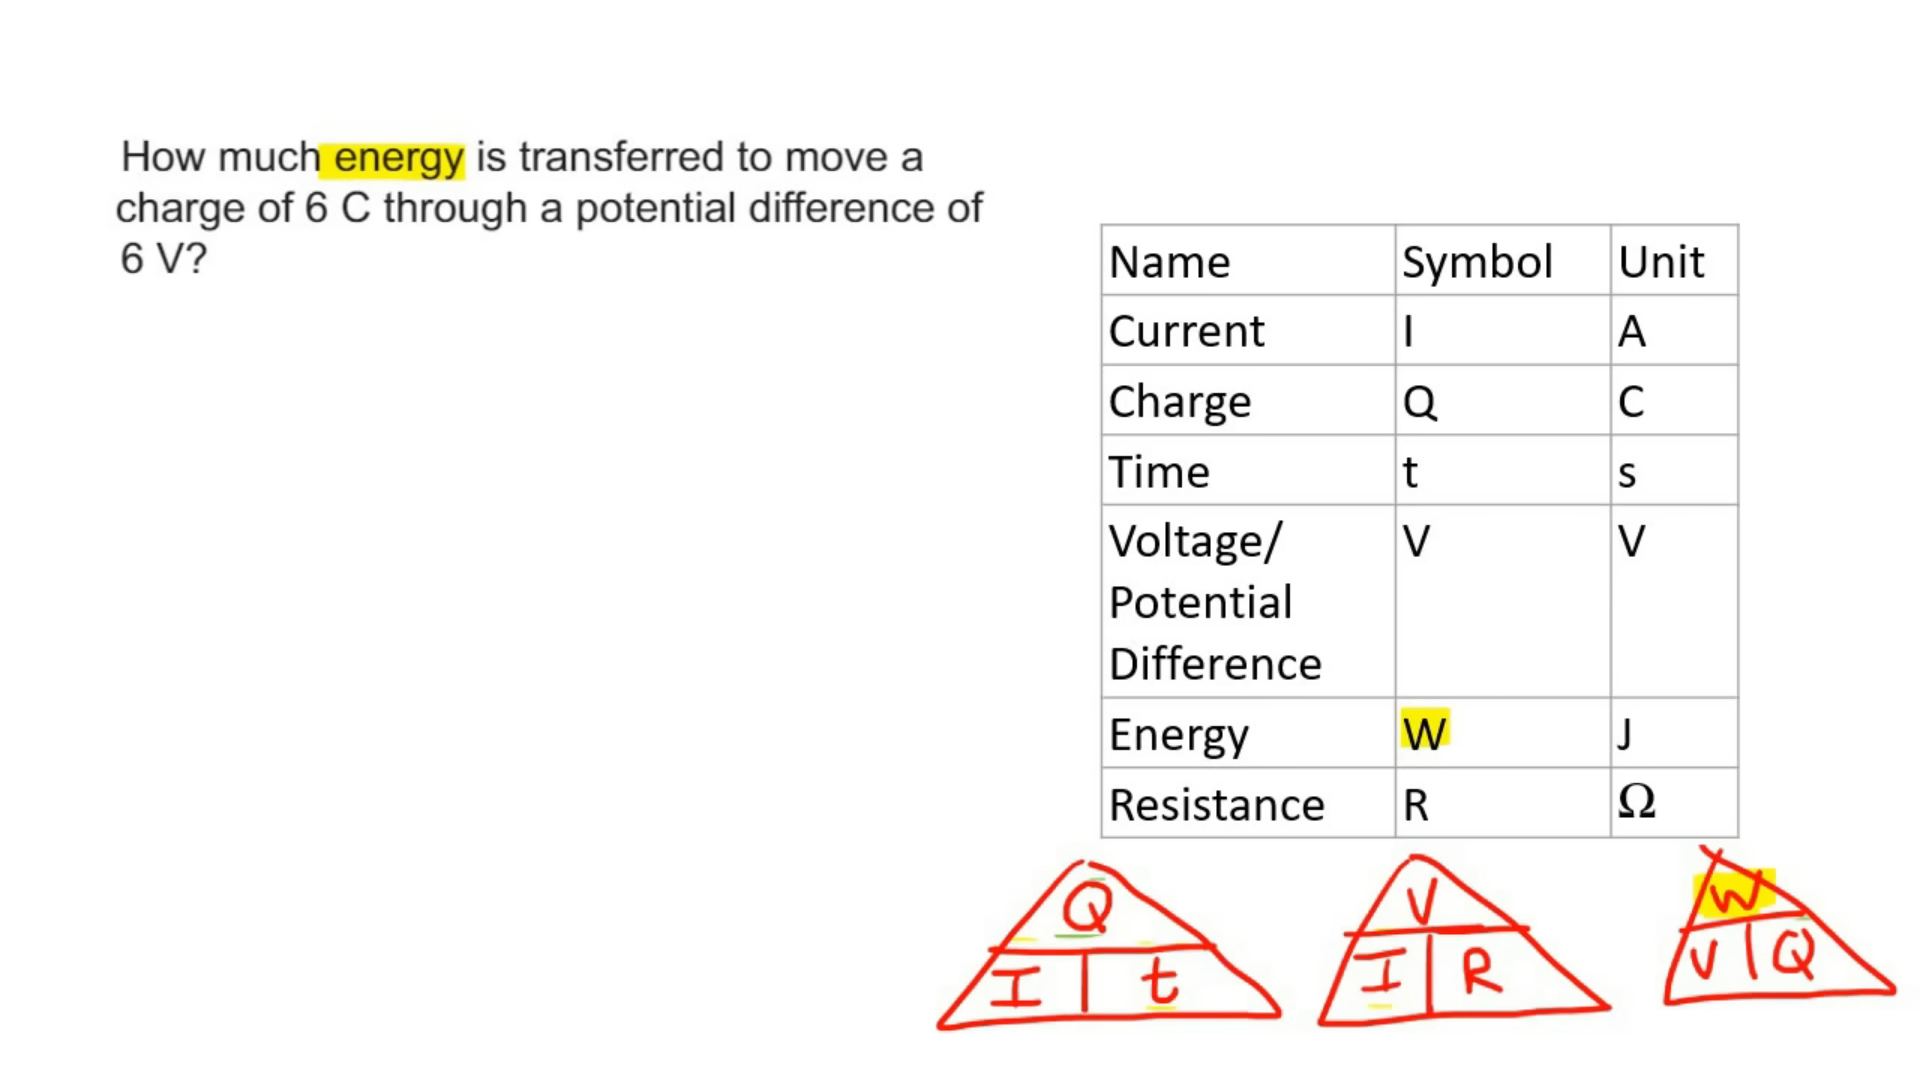 How much energy is transferred to move a
charge of 6 C through a potential difference of
6 V?
Name Symbol Unit
Current I A
Charge Q C
Time t s
Voltage/ V V
Potential
Difference
Energy W J
Resistance R Ω
Q
I t
V
I R
W
V Q